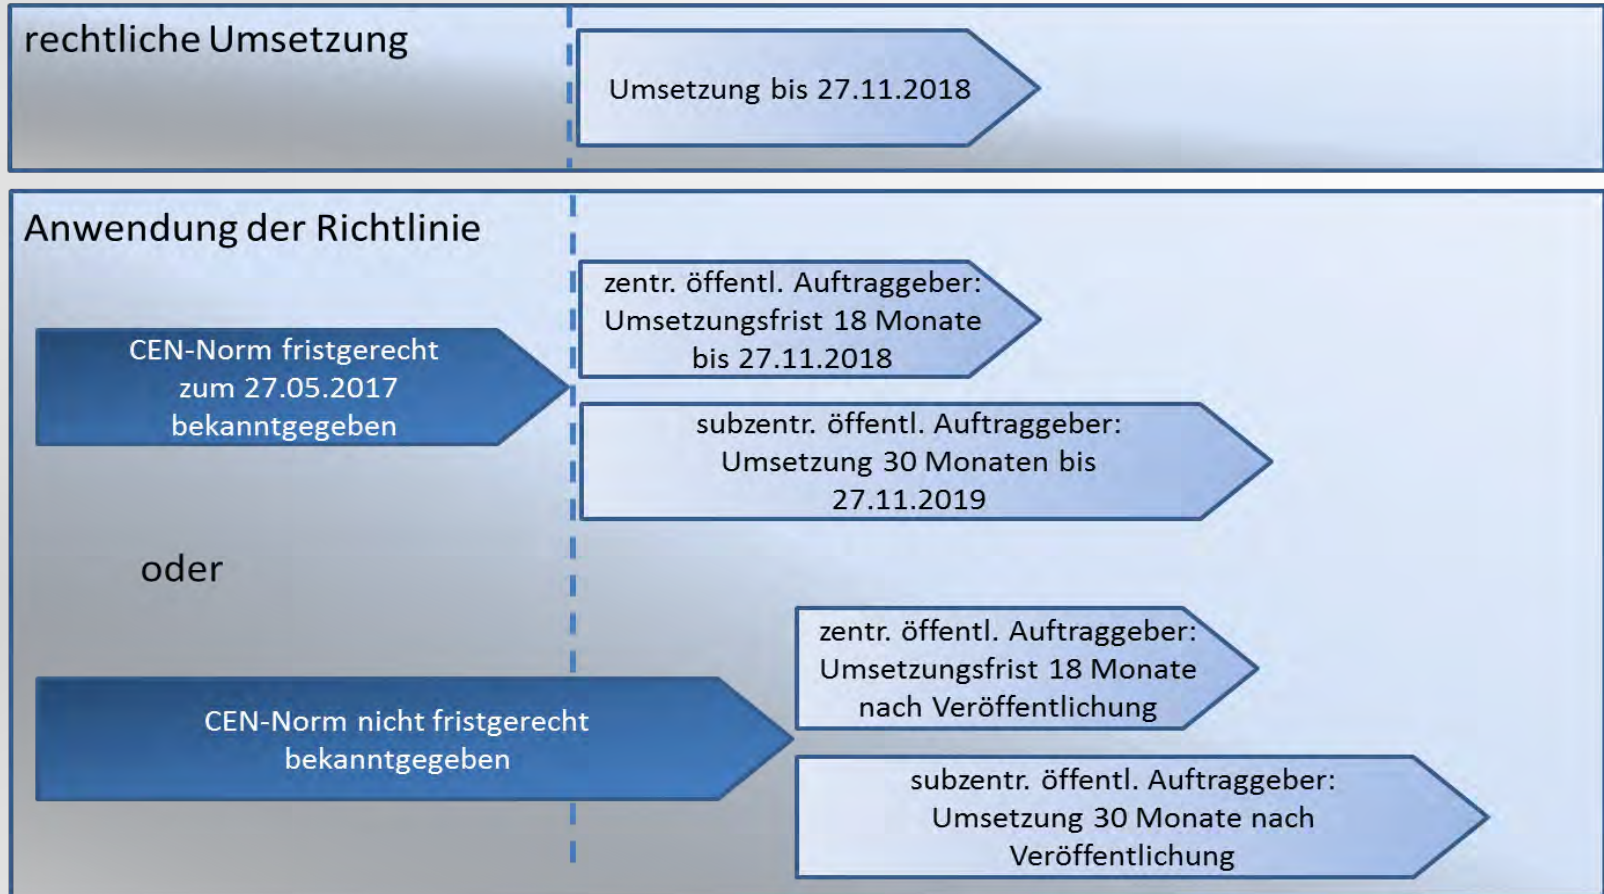 rechtliche Umsetzung
Umsetzung bis 27.11.2018
Anwendung der Richtlinie
CEN-Norm fristgerecht
zum 27.05.2017
bekanntgegeben
zentr. öffentl. Auftraggeber:
Umsetzungsfrist 18 Monate
bis 27.11.2018
subzentr. öffentl. Auftraggeber:
Umsetzung 30 Monaten bis
27.11.2019
oder
CEN-Norm nicht fristgerecht
bekanntgegeben
zentr. öffentl. Auftraggeber:
Umsetzungsfrist 18 Monate
nach Veröffentlichung
subzentr. öffentl. Auftraggeber:
Umsetzung 30 Monate nach
Veröffentlichung